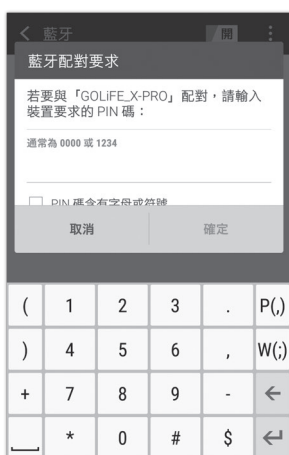 藍牙
開
藍牙配對要求
若要與「GOLiFE_X-PRO」配對，請輸入
裝置要求的 PIN 碼：
通常為 0000 或 1234
PIN 碼含有字母或符號
取消 確定
( 1 2 3 . P(,)
) 4 5 6 , W(;)
+ 7 8 9 -
* 0 # $